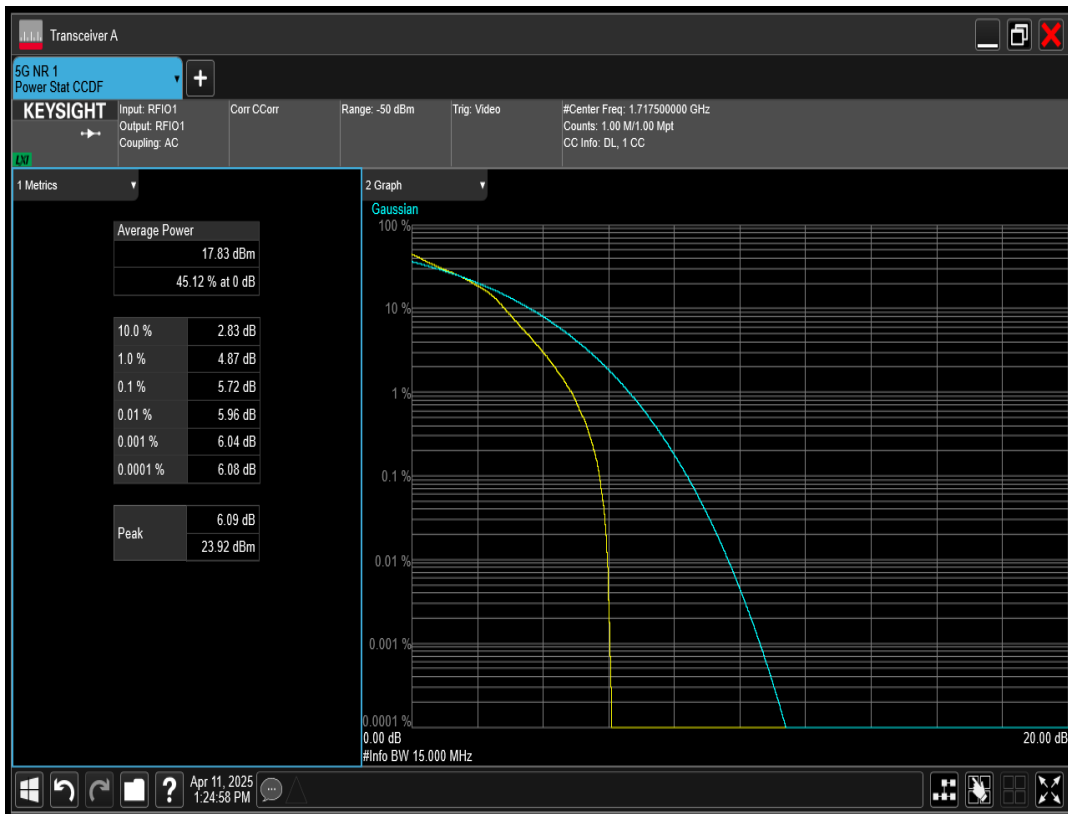 Transceiver A
5G NR 1
Power Stat CCDF
+
KEYSIGHT
LXI
Input: RFIO1
Output: RFIO1
Coupling: AC
Corr CCorr
Range: -50 dBm
Trig: Video
#Center Freq: 1.717500000 GHz
Counts: 1.00 M/1.00 Mpt
CC Info: DL, 1 CC
1 Metrics
Average Power
17.83 dBm
45.12 % at 0 dB
10.0 % 2.83 dB
1.0 % 4.87 dB
0.1 % 5.72 dB
0.01 % 5.96 dB
0.001 % 6.04 dB
0.0001 % 6.08 dB
Peak 6.09 dB
23.92 dBm
2 Graph
Gaussian
100 %
10 %
1 %
0.1 %
0.01 %
0.001 %
0.0001 %
0.00 dB 20.00 dB
#Info BW 15.000 MHz
?
Apr 11, 2025
1:24:58 PM